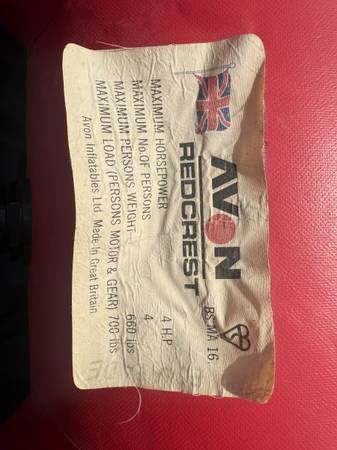 AVON
REDCREST
BS MA 16.
MAXIMUM HORSEPOWER 4 H.P
MAXIMUM No.OF PERSONS 4
MAXIMUM PERSONS WEIGHT 660 lbs
MAXIMUM LOAD (PERSONS MOTOR & GEAR) 700 lbs
Avon Inflatables Ltd. Made In Great Britain